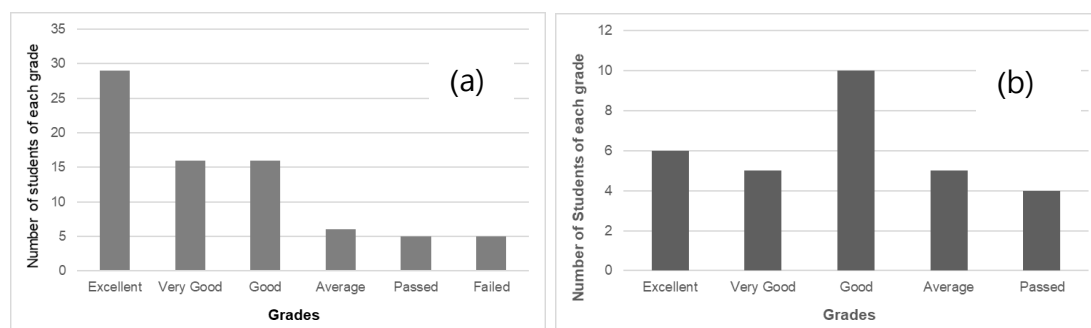 Number of students of each grade
35
30
25
20
15
10
5
0
(a)
Excellent Very Good Good Average Passed Failed
Grades
Number of Students of each grade
12
10
8
6
4
2
0
(b)
Excellent Very Good Good Average Passed
Grades